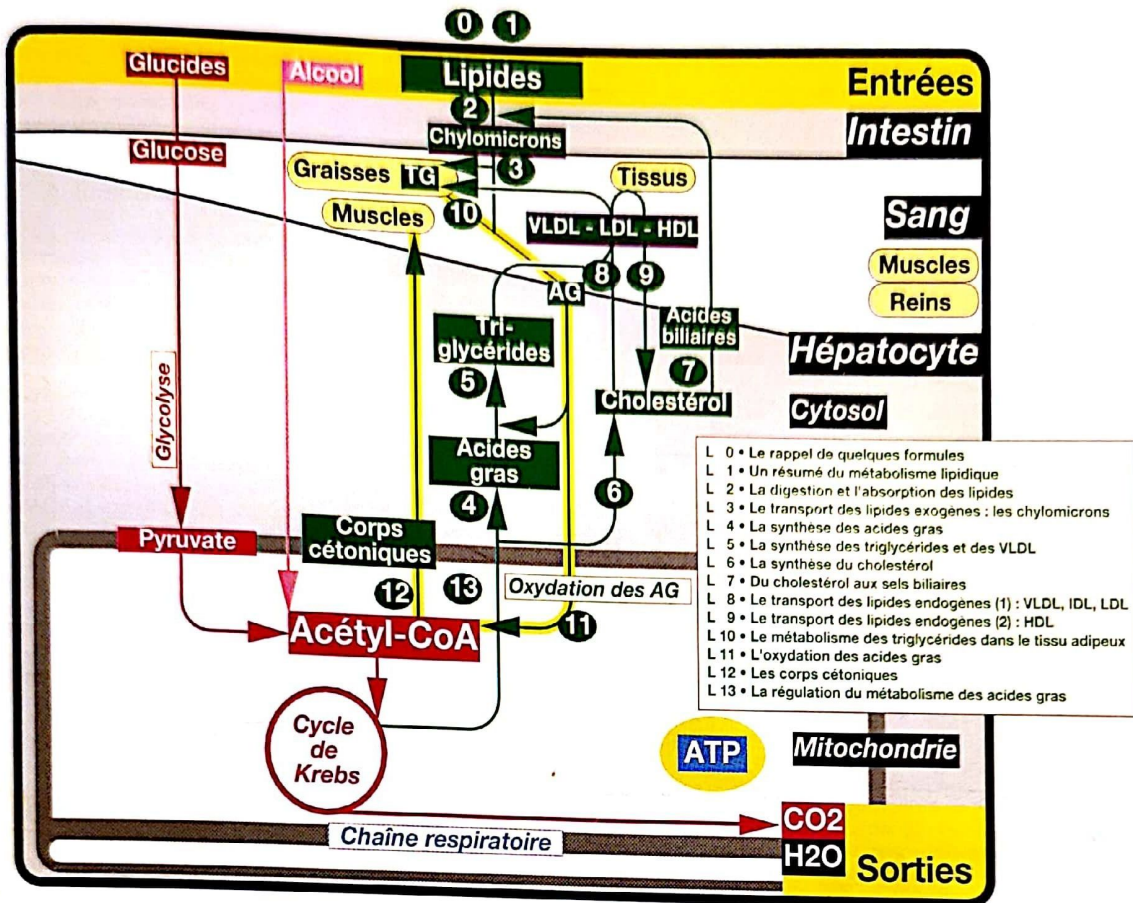 0 1
Glucides
Alcool
Lipides
Entrées
2
Intestin
Chylomicrons
Glucose
3
Graisses TG
Tissus
Muscles
10
VLDL - LDL - HDL
Sang
8 9
Muscles
Reins
AG
Acides
biliaires
Tri-
glycérides
Hépatocyte
5
7
Cholestérol
Cytosol
Glycolyse
Acides
gras
4
6
L 0 • Le rappel de quelques formules
L 1 • Un résumé du métabolisme lipidique
L 2 • La digestion et l'absorption des lipides
L 3 • Le transport des lipides exogènes : les chylomicrons
L 4 • La synthèse des acides gras
L 5 • La synthèse des triglycérides et des VLDL
L 6 • La synthèse du cholestérol
L 7 • Du cholestérol aux sels biliaires
L 8 • Le transport des lipides endogènes (1) : VLDL, IDL, LDL
L 9 • Le transport des lipides endogènes (2) : HDL
L 10 • Le métabolisme des triglycérides dans le tissu adipeux
L 11 • L'oxydation des acides gras
L 12 • Les corps cétoniques
L 13 • La régulation du métabolisme des acides gras
Pyruvate
Corps
cétoniques
12
13
Oxydation des AG
Acétyl-CoA
11
Cycle
de
Krebs
ATP
Mitochondrie
CO2
Chaîne respiratoire
H2O
Sorties